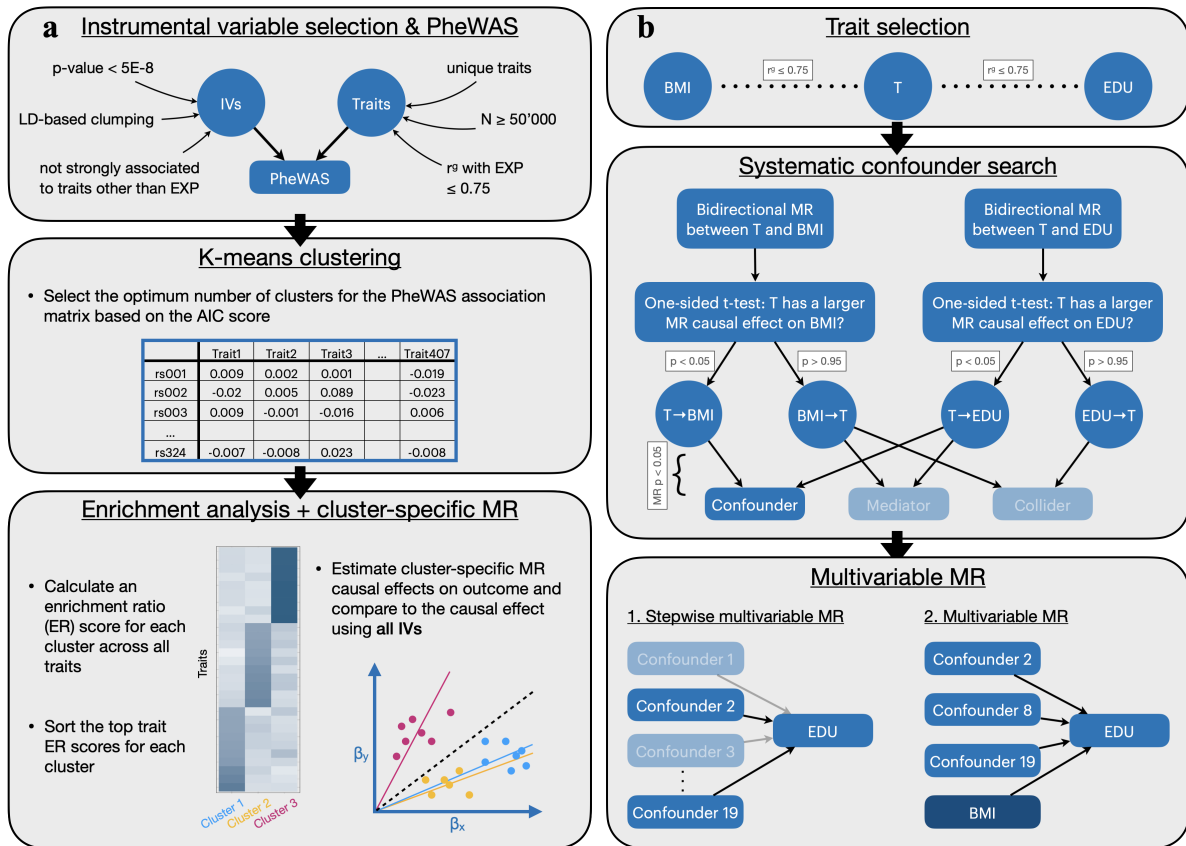 a
Instrumental variable selection & PheWAS
p-value < 5E-8
LD-based clumping
not strongly associated
to traits other than EXP
IVs
Traits
unique traits
N ≥ 50'000
rᵍ with EXP
≤ 0.75
PheWAS
K-means clustering
• Select the optimum number of clusters for the PheWAS association
matrix based on the AIC score
Trait1 Trait2 Trait3 ... Trait407
rs001 0.009 0.002 0.001 -0.019
rs002 -0.02 0.005 0.089 -0.023
rs003 0.009 -0.001 -0.016 0.006
...
rs324 -0.007 -0.008 0.023 -0.008
Enrichment analysis + cluster-specific MR
• Calculate an
enrichment ratio
(ER) score for each
cluster across all
traits
• Sort the top trait
ER scores for each
cluster
Traits
Cluster 1
Cluster 2
Cluster 3
• Estimate cluster-specific MR
causal effects on outcome and
compare to the causal effect
using all IVs
βy
βx
b
Trait selection
BMI
rᵍ ≤ 0.75
T
rᵍ ≤ 0.75
EDU
Systematic confounder search
Bidirectional MR
between T and BMI
Bidirectional MR
between T and EDU
One-sided t-test: T has a larger
MR causal effect on BMI?
One-sided t-test: T has a larger
MR causal effect on EDU?
p < 0.05
p > 0.95
p < 0.05
p > 0.95
T→BMI
BMI→T
T→EDU
EDU→T
MR p < 0.05
Confounder
Mediator
Collider
Multivariable MR
1. Stepwise multivariable MR
Confounder 1
Confounder 2
Confounder 3
Confounder 19
EDU
2. Multivariable MR
Confounder 2
Confounder 8
Confounder 19
BMI
EDU